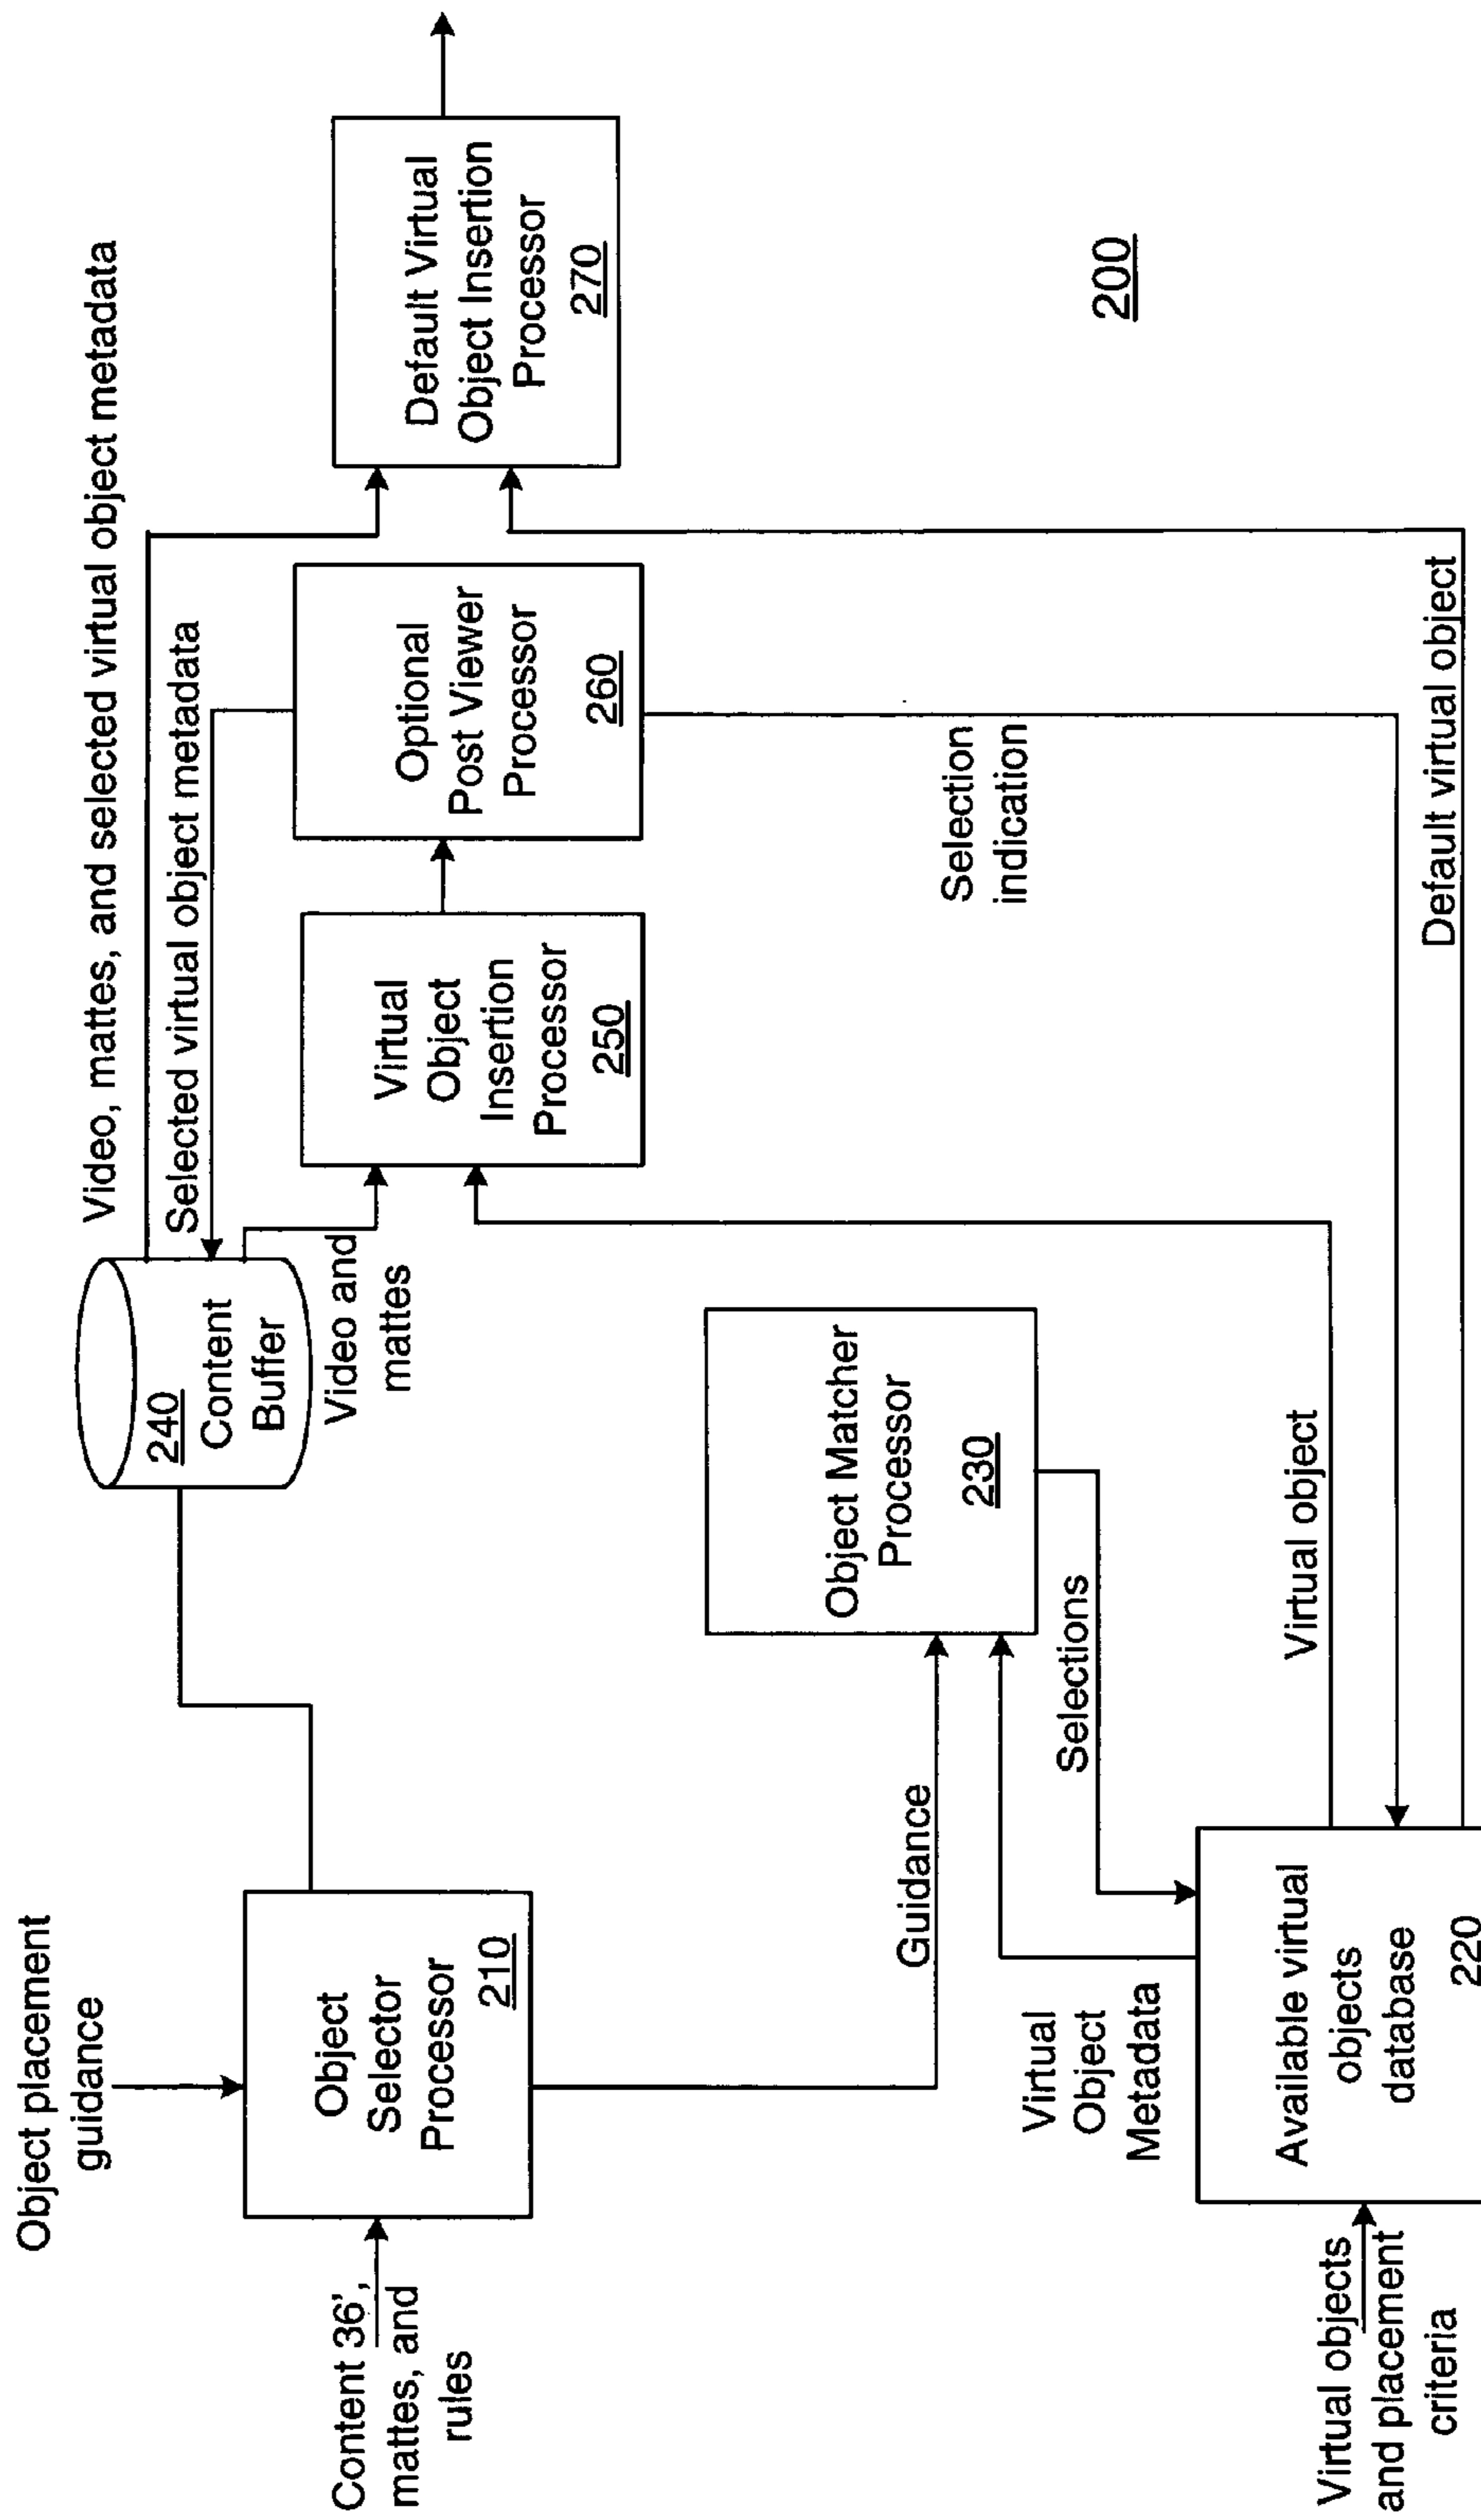 Object placement
guidance
Content 36',
mattes, and
rules
Object
Selector
Processor
210
240
Content
Buffer
Video, mattes, and selected virtual object metadata
Selected virtual object metadata
Video and
mattes
Virtual
Object
Insertion
Processor
250
Optional
Post Viewer
Processor
260
Default Virtual
Object Insertion
Processor
270
Guidance
Object Matcher
Processor
230
Selections
Virtual
Object
Metadata
Selection
indication
200
Virtual objects
and placement
criteria
Available virtual
objects
database
220
Virtual object
Default virtual object